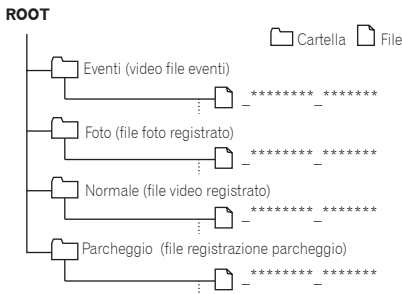 ROOT
Cartella File
Eventi (video file eventi)
_********_*******
Foto (file foto registrato)
_********_*******
Normale (file video registrato)
_********_*******
Parcheggio (file registrazione parcheggio)
_********_*******